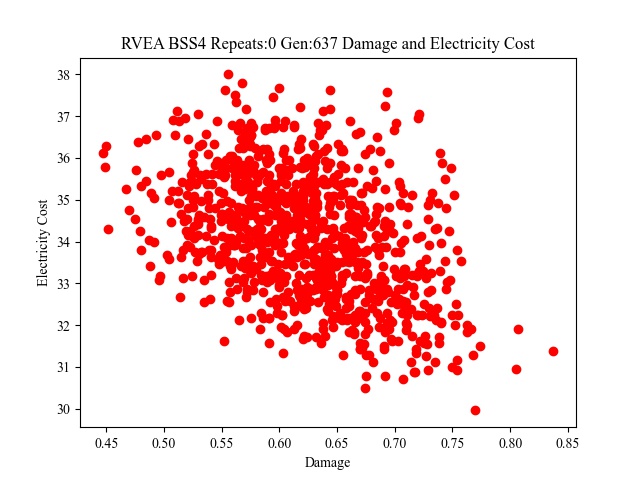 RVEA BSS4 Repeats:0 Gen:637 Damage and Electricity Cost
38
37
36
35
34
33
32
31
30
Electricity Cost
0.45 0.50 0.55 0.60 0.65 0.70 0.75 0.80 0.85
Damage